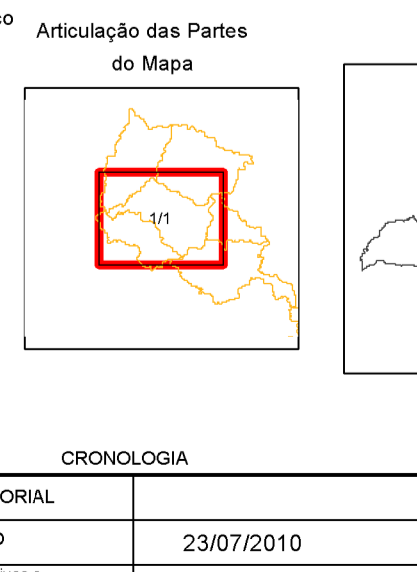 Articulação das Partes
do Mapa
1/1
CRONOLOGIA
ORIAL
23/07/2010